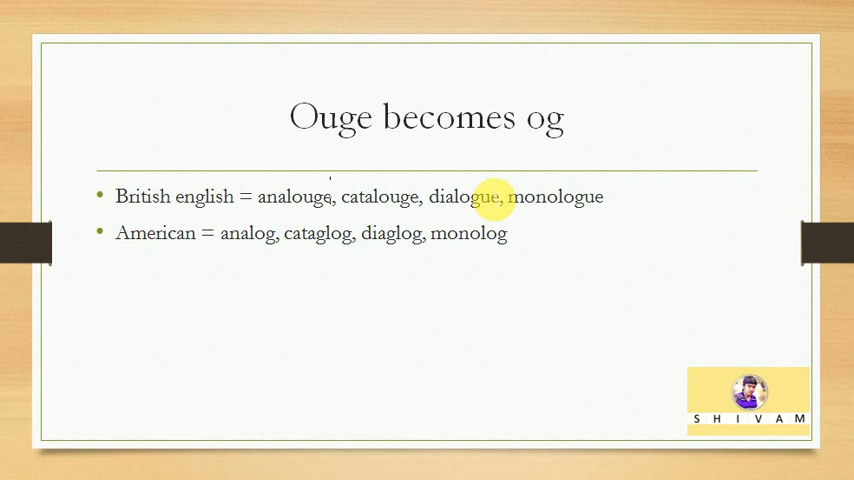 Ouge becomes og
• British english = analouge, catalouge, dialogue, monologue
• American = analog, cataglog, diaglog, monolog
S H I V A M